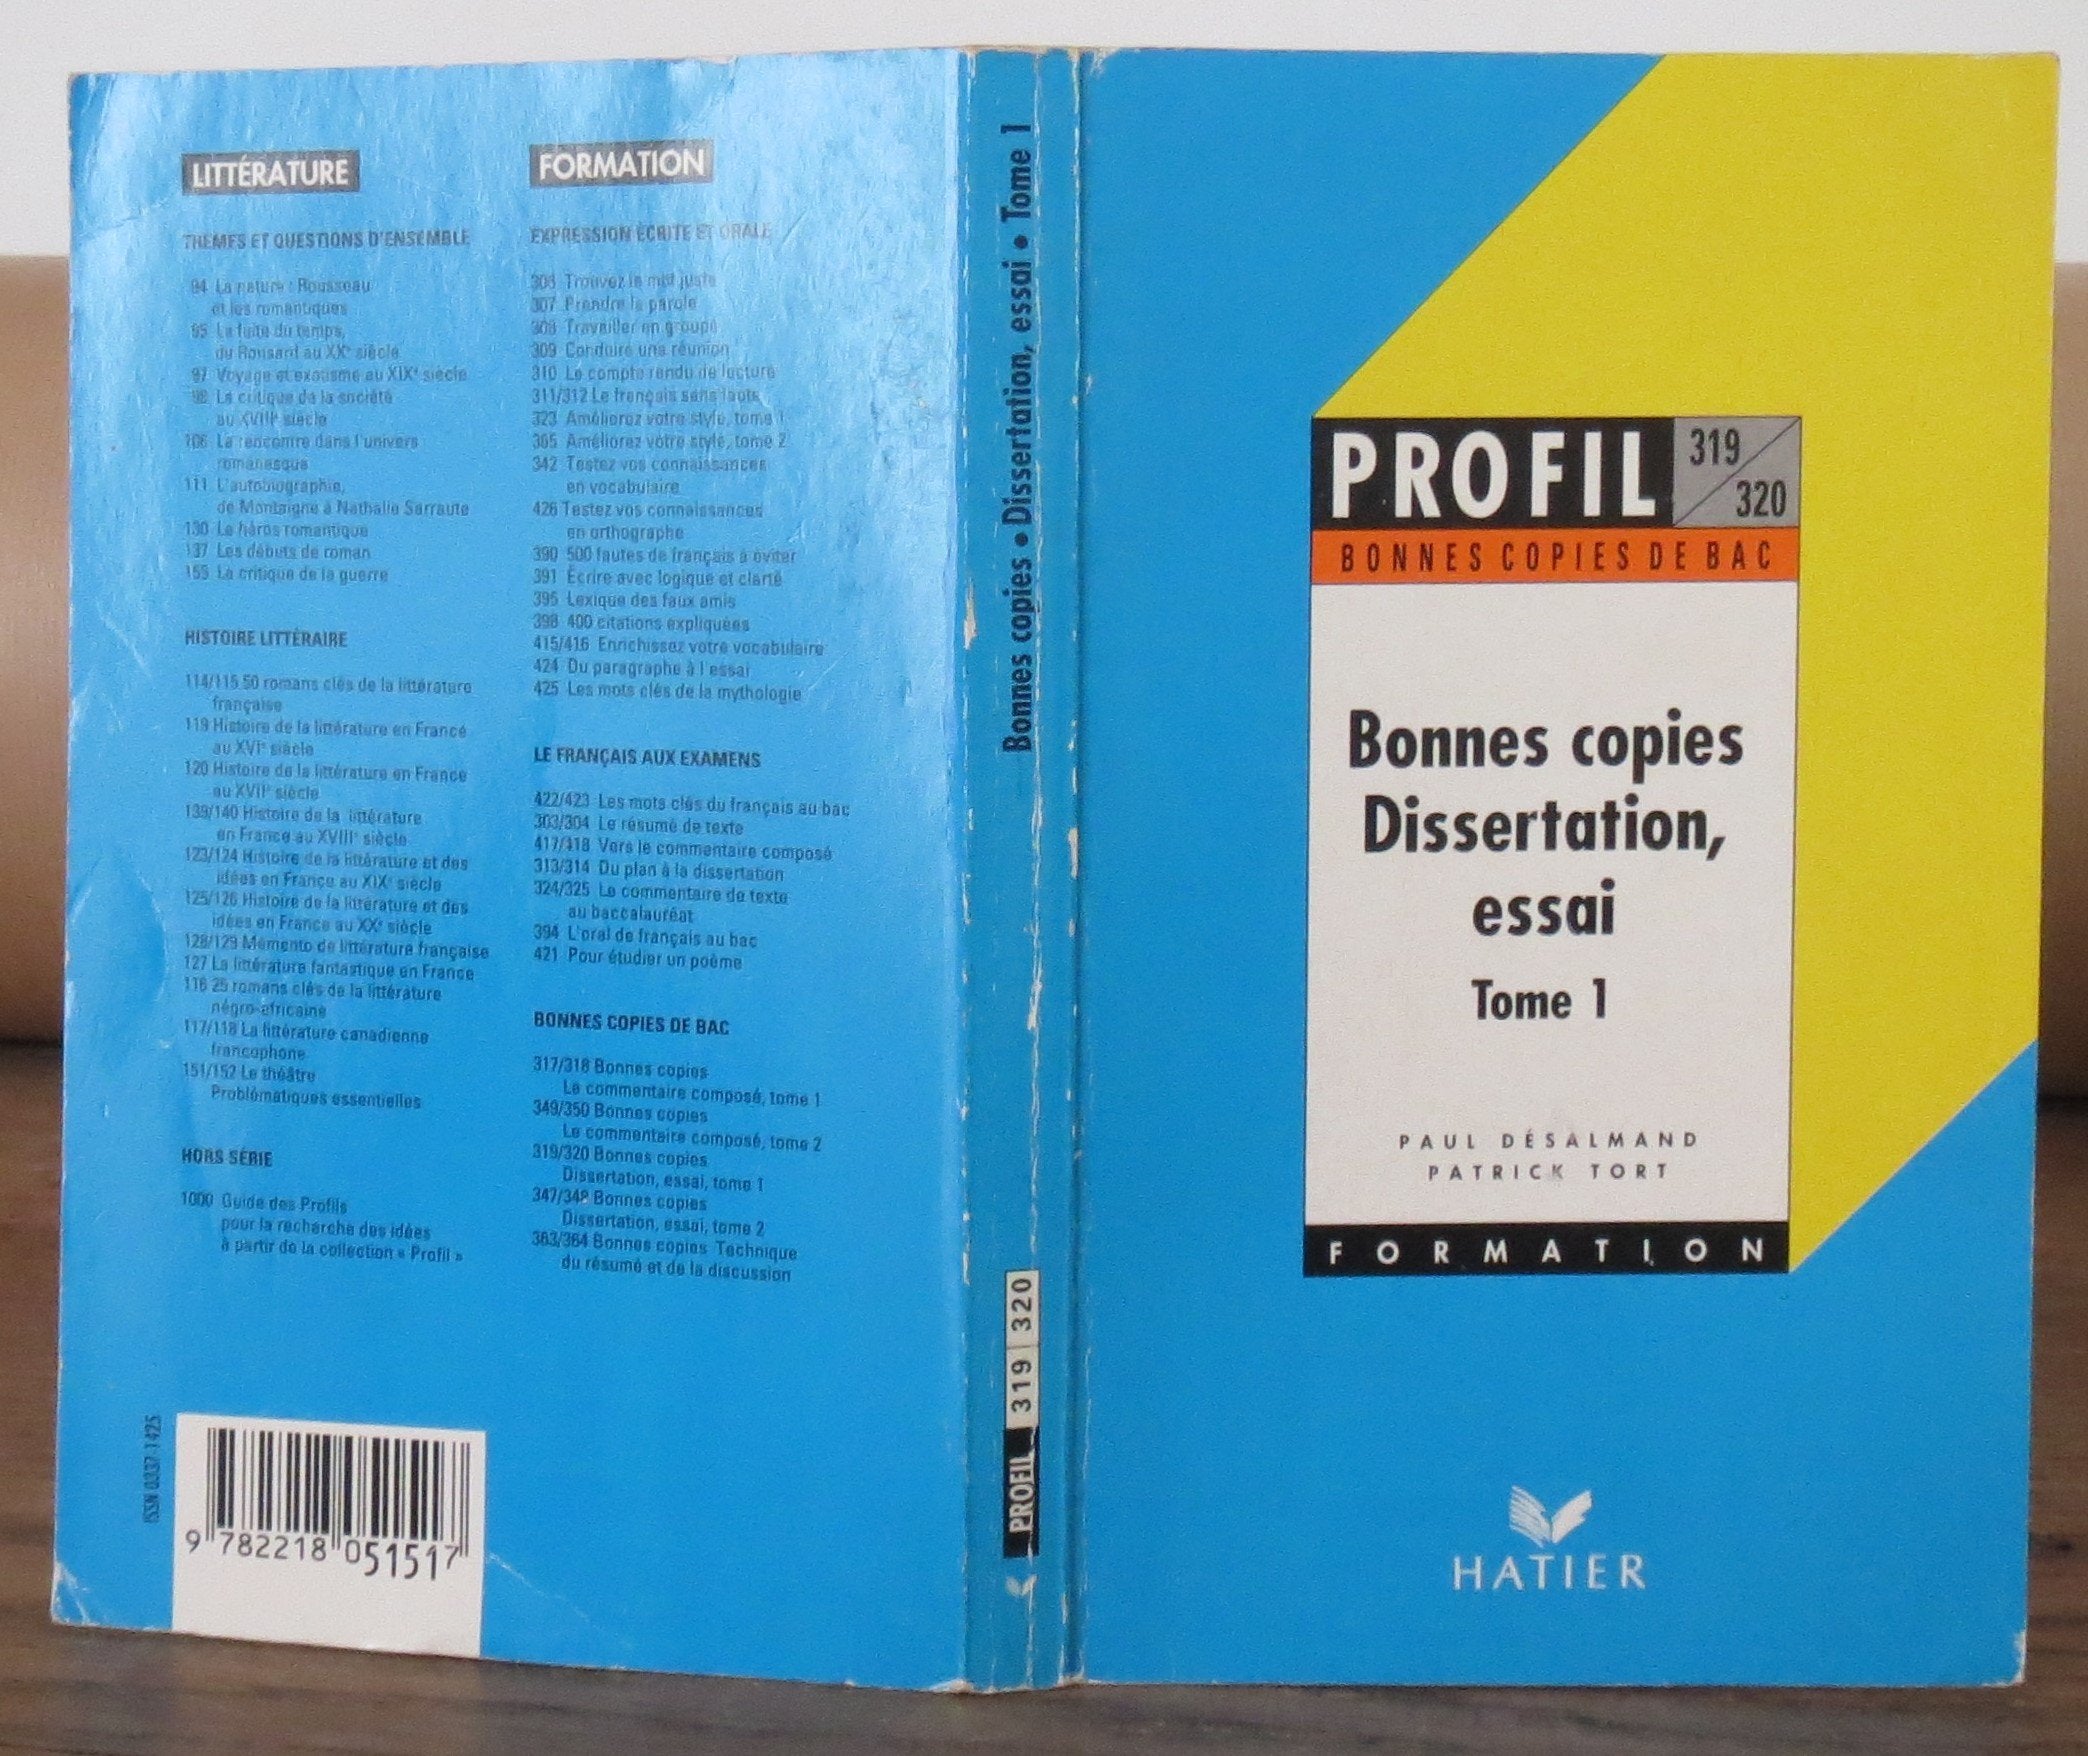 LITTÉRATURE
THÈMES ET QUESTIONS D'ENSEMBLE
94 La nature : Rousseau
et les romantiques
95 La fuite du temps,
de Ronsard au XXe siècle
97 Voyage et exotisme au XIXe siècle
98 La critique de la société
au XVIIIe siècle
106 La rencontre dans l'univers
romanesque
111 L'autobiographie,
de Montaigne à Nathalie Sarraute
130 Le héros romantique
137 Les débuts de roman
155 La critique de la guerre
HISTOIRE LITTÉRAIRE
114/115 50 romans clés de la littérature
française
119 Histoire de la littérature en France
au XVIe siècle
120 Histoire de la littérature en France
au XVIIe siècle
139/140 Histoire de la littérature
en France au XVIIIe siècle
123/124 Histoire de la littérature et des
idées en France au XIXe siècle
125/126 Histoire de la littérature et des
idées en France au XXe siècle
128/129 Mémento de littérature française
127 La littérature fantastique en France
116 25 romans clés de la littérature
négro-africaine
117/118 La littérature canadienne
francophone
151/152 Le théâtre
Problématiques essentielles
HORS SÉRIE
1000 Guide des Profils
pour la recherche des idées
à partir de la collection « Profil »
FORMATION
EXPRESSION ÉCRITE ET ORALE
Trouvez le mot juste
307 Prendre la parole
308 Travailler en groupe
309 Conduire une réunion
310 Le compte rendu de lecture
311/312 Le français sans faute
323 Améliorez votre style, tome 1
365 Améliorez votre style, tome 2
342 Testez vos connaissances
en vocabulaire
426 Testez vos connaissances
en orthographe
390 500 fautes de français à éviter
391 Écrire avec logique et clarté
395 Lexique des faux amis
398 400 citations expliquées
415/416 Enrichissez votre vocabulaire
424 Du paragraphe à l'essai
425 Les mots clés de la mythologie
LE FRANÇAIS AUX EXAMENS
422/423 Les mots clés du français au bac
303/304 Le résumé de texte
417/418 Vers le commentaire composé
313/314 Du plan à la dissertation
324/325 Le commentaire de texte
au baccalauréat
394 L'oral de français au bac
421 Pour étudier un poème
BONNES COPIES DE BAC
317/318 Bonnes copies
Le commentaire composé, tome 1
349/350 Bonnes copies
Le commentaire composé, tome 2
319/320 Bonnes copies
Dissertation, essai, tome 1
347/348 Bonnes copies
Dissertation, essai, tome 2
363/364 Bonnes copies Technique
du résumé et de la discussion
ISSN 0337-1425
9 782218 051517
Bonnes copies • Dissertation, essai • Tome 1
PROFIL 319 320
PROFIL 319/320
BONNES COPIES DE BAC
Bonnes copies
Dissertation,
essai
Tome 1
PAUL DÉSALMAND
PATRICK TORT
FORMATION
HATIER